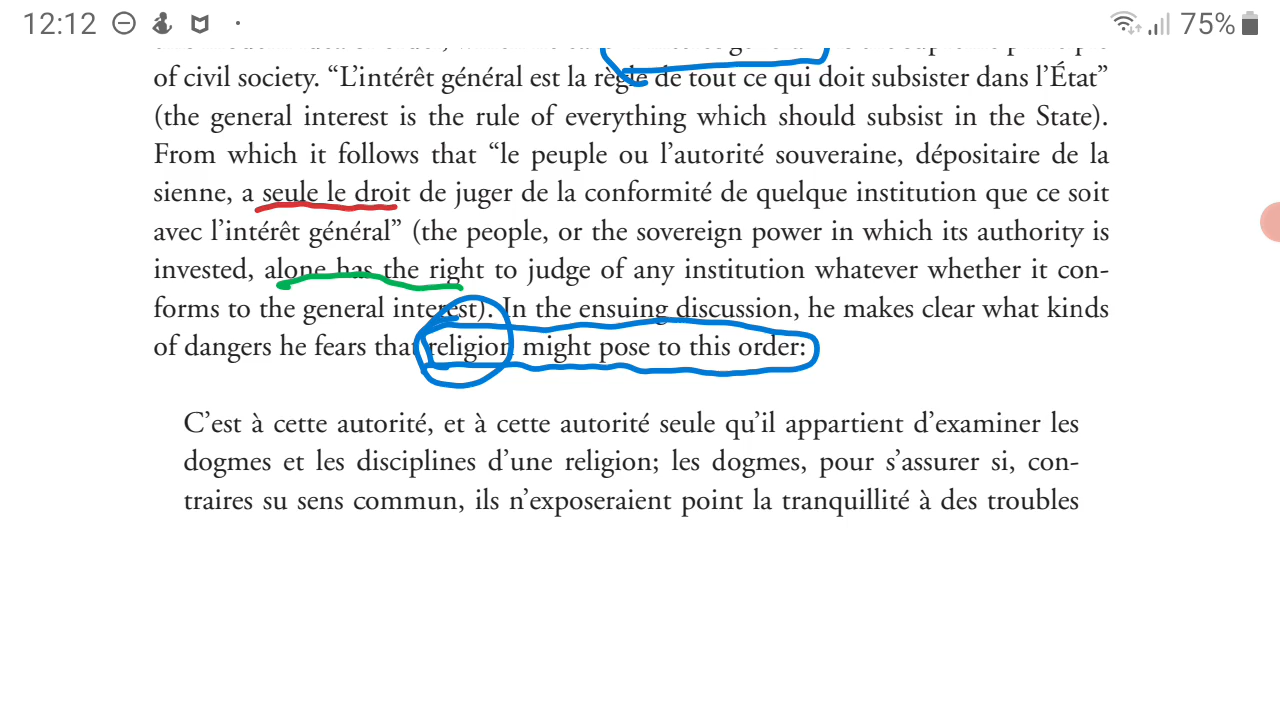 12:12
75%
of civil society. “L’intérêt général est la règle de tout ce qui doit subsister dans l’État”
(the general interest is the rule of everything which should subsist in the State).
From which it follows that “le peuple ou l’autorité souveraine, dépositaire de la
sienne, a seule le droit de juger de la conformité de quelque institution que ce soit
avec l’intérêt général” (the people, or the sovereign power in which its authority is
invested, alone has the right to judge of any institution whatever whether it con-
forms to the general interest). In the ensuing discussion, he makes clear what kinds
of dangers he fears that religion might pose to this order:
C’est à cette autorité, et à cette autorité seule qu’il appartient d’examiner les
dogmes et les disciplines d’une religion; les dogmes, pour s’assurer si, con-
traires su sens commun, ils n’exposeraient point la tranquillité à des troubles